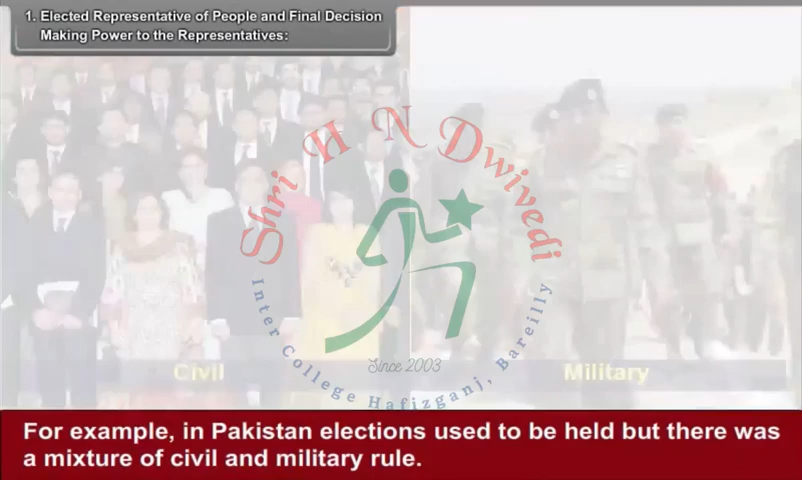 1. Elected Representative of People and Final Decision
Making Power to the Representatives:
Shri H N Dwivedi
Inter College Hafizganj, Bareilly
Since 2003
Civil
Military
For example, in Pakistan elections used to be held but there was
a mixture of civil and military rule.